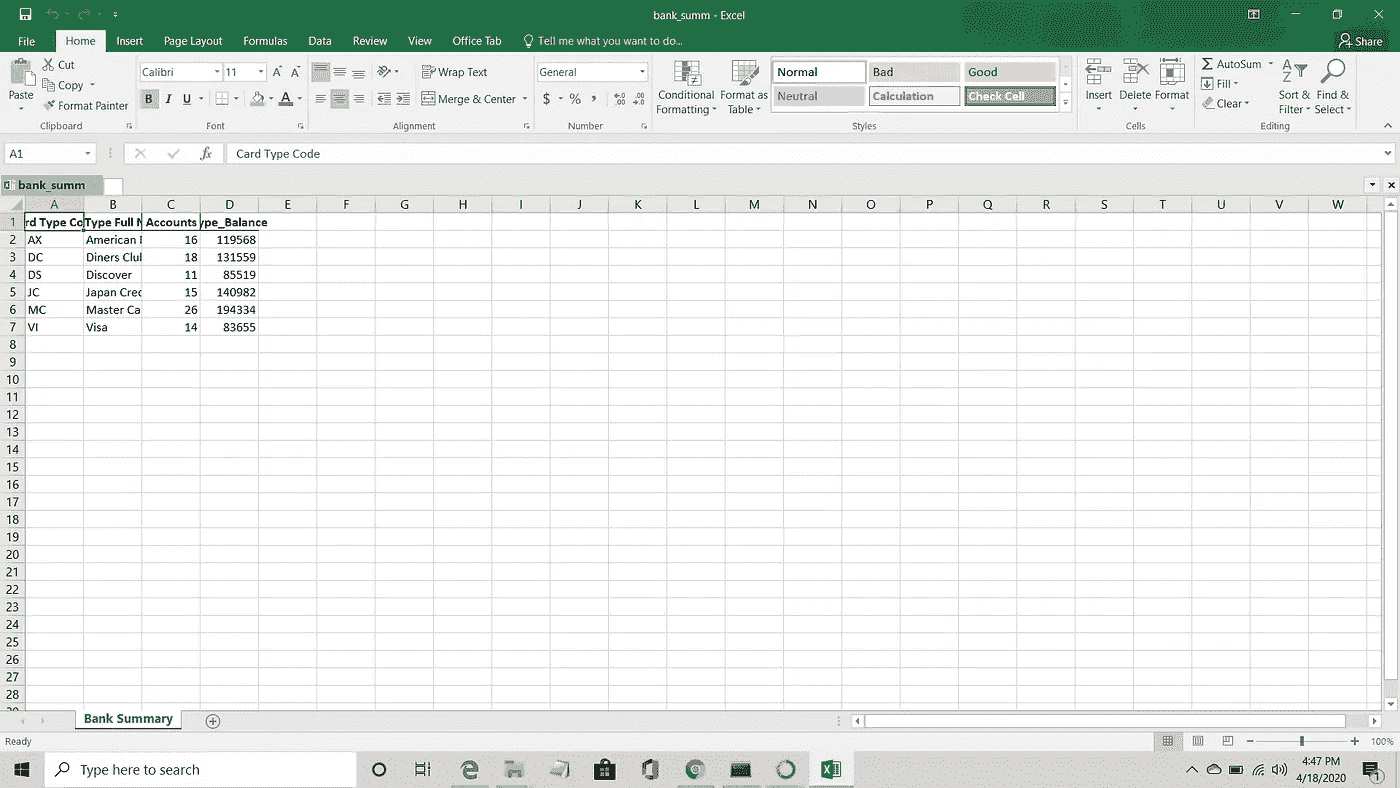 bank_summ - Excel
File Home Insert Page Layout Formulas Data Review View Office Tab Tell me what you want to do... Share
Cut
Copy
Format Painter
Paste
Clipboard
Calibri 11
B I U A
Font
Wrap Text
Merge & Center
Alignment
General
$ % ,
Number
Conditional Formatting
Format as Table
Normal Bad Good
Neutral Calculation Check Cell
Styles
Insert Delete Format
Cells
AutoSum
Fill
Clear
Sort & Filter
Find & Select
Editing
A1 fx Card Type Code
bank_summ
A B C D E F G H I J K L M N O P Q R S T U V W
1 rd Type Co Type Full N Accounts ype_Balance
2 AX American 16 119568
3 DC Diners Clul 18 131559
4 DS Discover 11 85519
5 JC Japan Cred 15 140982
6 MC Master Ca 26 194334
7 VI Visa 14 83655
8
9
10
11
12
13
14
15
16
17
18
19
20
21
22
23
24
25
26
27
28
Bank Summary
Ready 100%
Type here to search
4:47 PM
4/18/2020
1